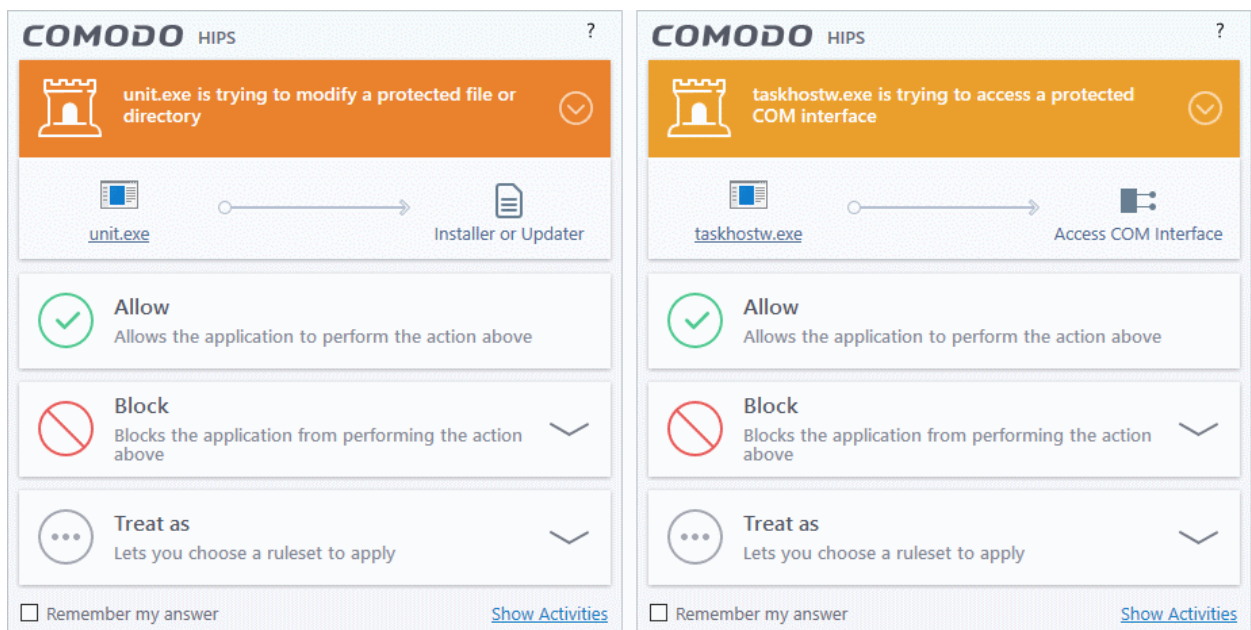 COMODO HIPS ?
unit.exe is trying to modify a protected file or
directory
unit.exe
Installer or Updater
Allow
Allows the application to perform the action above
Block
Blocks the application from performing the action
above
Treat as
Lets you choose a ruleset to apply
Remember my answer
Show Activities
COMODO HIPS ?
taskhostw.exe is trying to access a protected
COM interface
taskhostw.exe
Access COM Interface
Allow
Allows the application to perform the action above
Block
Blocks the application from performing the action
above
Treat as
Lets you choose a ruleset to apply
Remember my answer
Show Activities